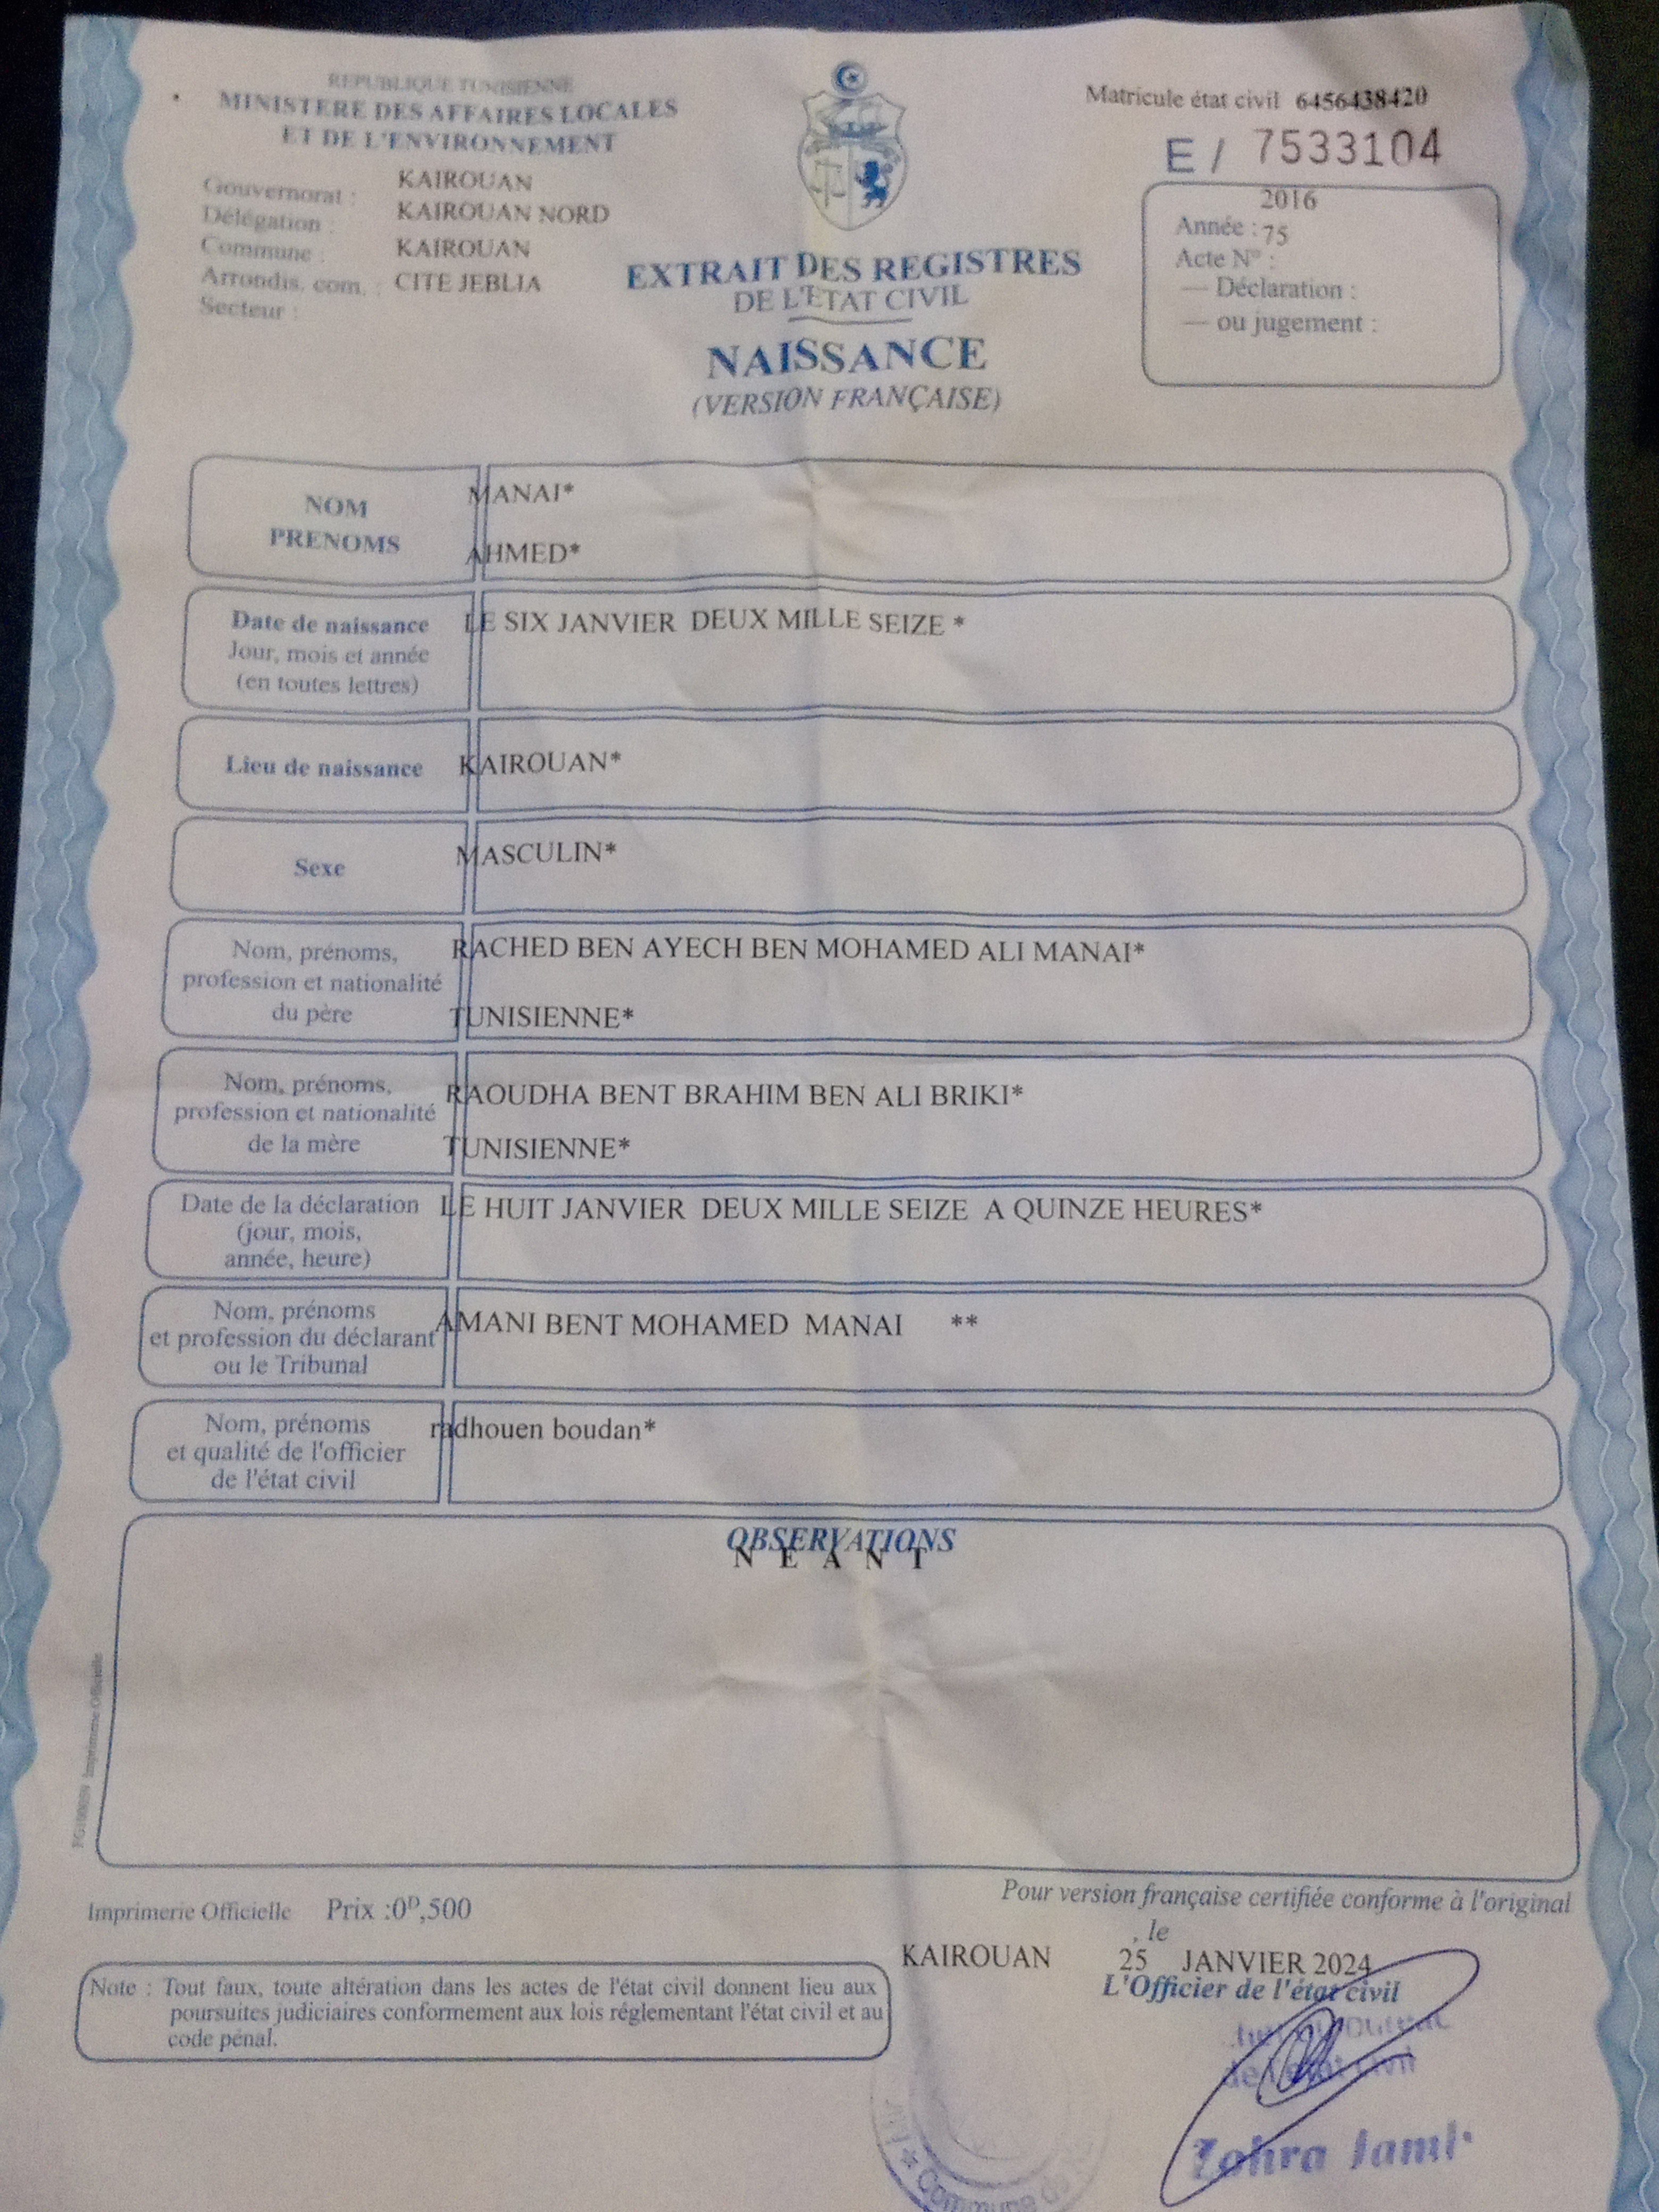 REPUBLIQUE TUNISIENNE
MINISTERE DES AFFAIRES LOCALES
ET DE L'ENVIRONNEMENT
Gouvernorat : KAIROUAN
Délégation : KAIROUAN NORD
Commune : KAIROUAN
Arrondis. com. : CITE JEBLIA
Secteur :
Matricule état civil 6456438420
E / 7533104
2016
Année : 75
Acte N° :
— Déclaration :
— ou jugement :
EXTRAIT DES REGISTRES
DE L'ETAT CIVIL
NAISSANCE
(VERSION FRANÇAISE)
NOM MANAI*
PRENOMS AHMED*
Date de naissance LE SIX JANVIER DEUX MILLE SEIZE *
Jour, mois et année
(en toutes lettres)
Lieu de naissance KAIROUAN*
Sexe MASCULIN*
Nom, prénoms, RACHED BEN AYECH BEN MOHAMED ALI MANAI*
profession et nationalité
du père TUNISIENNE*
Nom, prénoms, RAOUDHA BENT BRAHIM BEN ALI BRIKI*
profession et nationalité
de la mère TUNISIENNE*
Date de la déclaration LE HUIT JANVIER DEUX MILLE SEIZE A QUINZE HEURES*
(jour, mois,
année, heure)
Nom, prénoms AMANI BENT MOHAMED MANAI **
et profession du déclarant
ou le Tribunal
Nom, prénoms radhouen boudan*
et qualité de l'officier
de l'état civil
OBSERVATIONS
N E A N T
Imprimerie Officielle
Imprimerie Officielle Prix :0ᴰ,500
Pour version française certifiée conforme à l'original
, le
KAIROUAN 25 JANVIER 2024
L'Officier de l'état civil
Note : Tout faux, toute altération dans les actes de l'état civil donnent lieu aux
poursuites judiciaires conformement aux lois réglementant l'état civil et au
code pénal.
Zohra
Commune